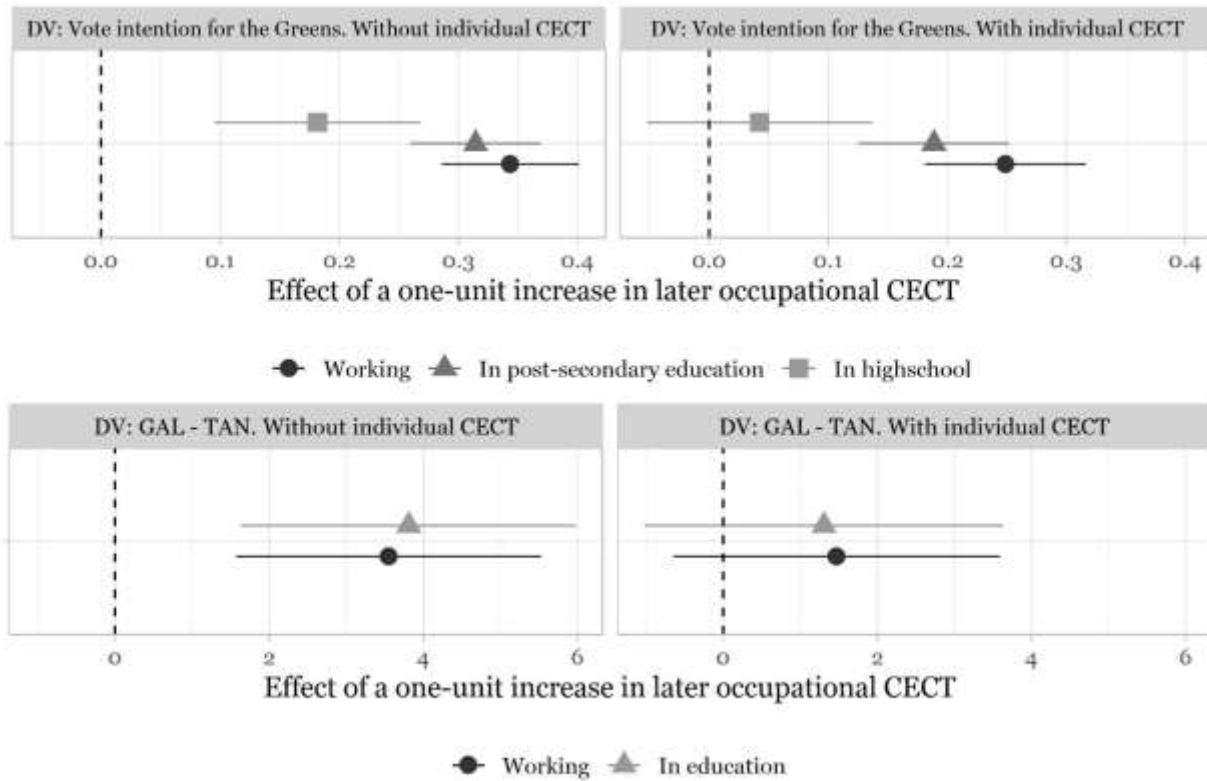 DV: Vote intention for the Greens. Without individual CECT
DV: Vote intention for the Greens. With individual CECT
0.0 0.1 0.2 0.3 0.4
0.0 0.1 0.2 0.3 0.4
Effect of a one-unit increase in later occupational CECT
Working In post-secondary education In highschool
DV: GAL - TAN. Without individual CECT
DV: GAL - TAN. With individual CECT
0 2 4 6
0 2 4 6
Effect of a one-unit increase in later occupational CECT
Working In education